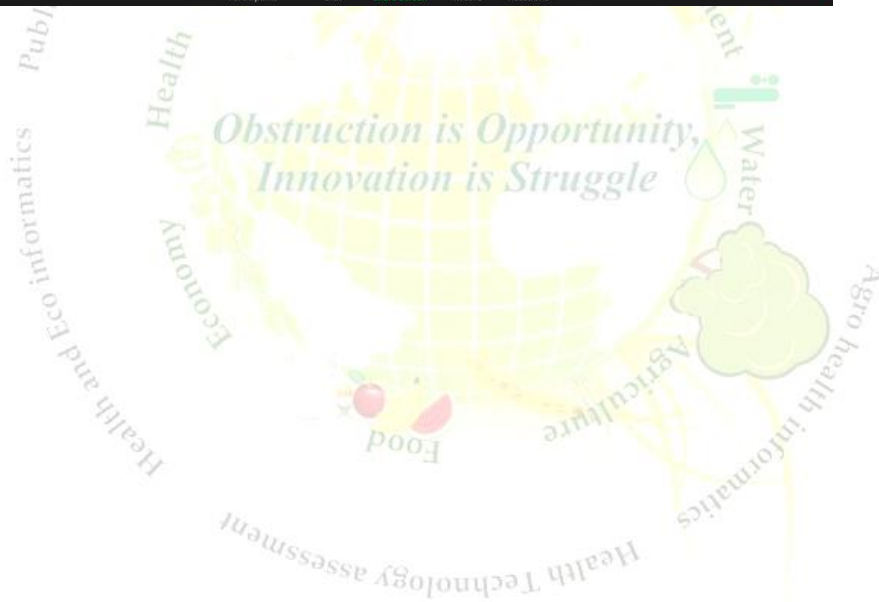 Obstruction is Opportunity,
Innovation is Struggle
Health
Economy
Food
Agriculture
Water
Health and Eco informatics
Health Technology assessment
Agro health informatics